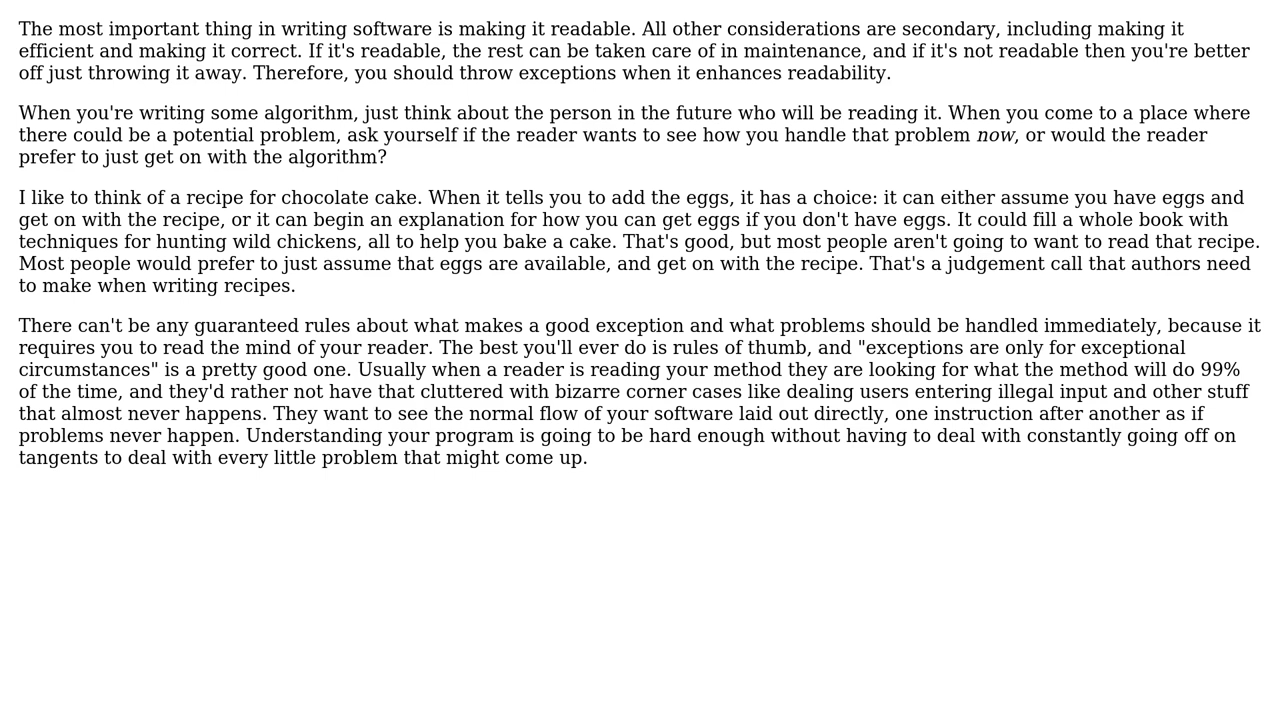 The most important thing in writing software is making it readable. All other considerations are secondary, including making it
efficient and making it correct. If it's readable, the rest can be taken care of in maintenance, and if it's not readable then you're better
off just throwing it away. Therefore, you should throw exceptions when it enhances readability.
When you're writing some algorithm, just think about the person in the future who will be reading it. When you come to a place where
there could be a potential problem, ask yourself if the reader wants to see how you handle that problem now, or would the reader
prefer to just get on with the algorithm?
I like to think of a recipe for chocolate cake. When it tells you to add the eggs, it has a choice: it can either assume you have eggs and
get on with the recipe, or it can begin an explanation for how you can get eggs if you don't have eggs. It could fill a whole book with
techniques for hunting wild chickens, all to help you bake a cake. That's good, but most people aren't going to want to read that recipe.
Most people would prefer to just assume that eggs are available, and get on with the recipe. That's a judgement call that authors need
to make when writing recipes.
There can't be any guaranteed rules about what makes a good exception and what problems should be handled immediately, because it
requires you to read the mind of your reader. The best you'll ever do is rules of thumb, and "exceptions are only for exceptional
circumstances" is a pretty good one. Usually when a reader is reading your method they are looking for what the method will do 99%
of the time, and they'd rather not have that cluttered with bizarre corner cases like dealing users entering illegal input and other stuff
that almost never happens. They want to see the normal flow of your software laid out directly, one instruction after another as if
problems never happen. Understanding your program is going to be hard enough without having to deal with constantly going off on
tangents to deal with every little problem that might come up.